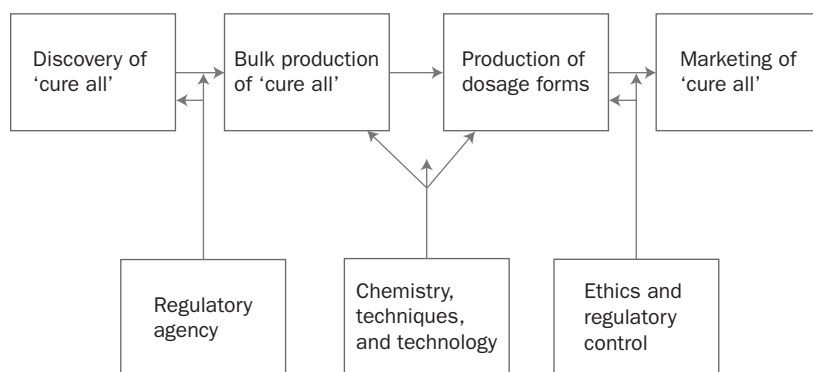 Discovery of
‘cure all’
Bulk production
of ‘cure all’
Production of
dosage forms
Marketing of
‘cure all’
Regulatory
agency
Chemistry,
techniques,
and technology
Ethics and
regulatory
control